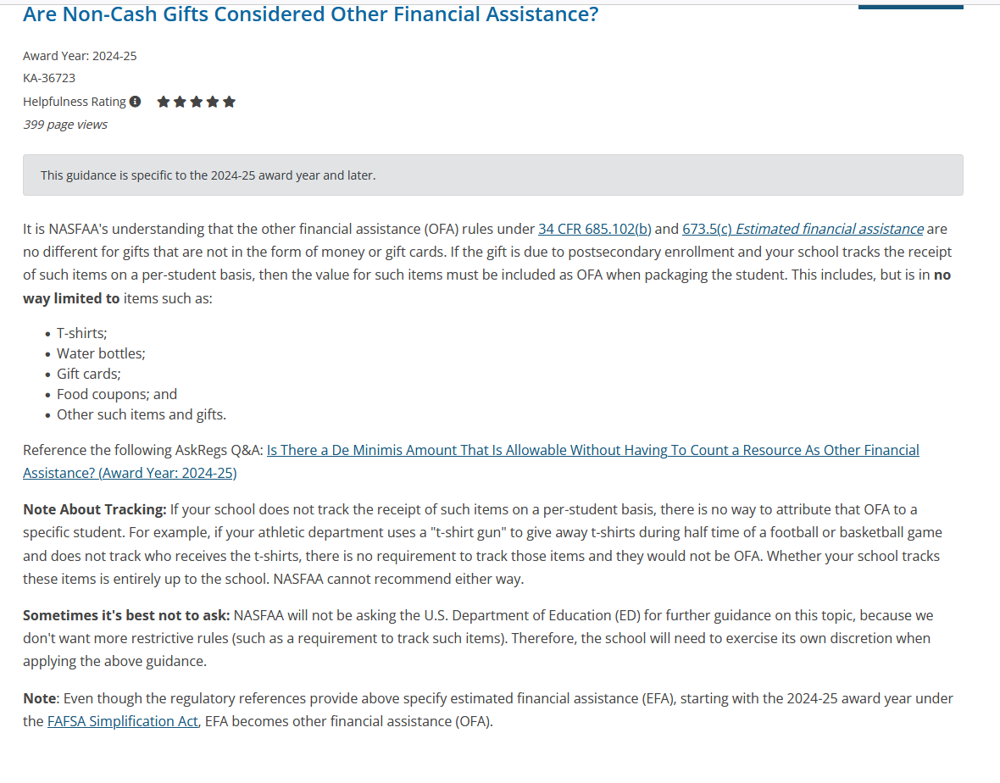 Are Non-Cash Gifts Considered Other Financial Assistance?
Award Year: 2024-25
KA-36723
Helpfulness Rating
399 page views
This guidance is specific to the 2024-25 award year and later.
It is NASFAA's understanding that the other financial assistance (OFA) rules under 34 CFR 685.102(b) and 673.5(c) Estimated financial assistance are
no different for gifts that are not in the form of money or gift cards. If the gift is due to postsecondary enrollment and your school tracks the receipt
of such items on a per-student basis, then the value for such items must be included as OFA when packaging the student. This includes, but is in no
way limited to items such as:
• T-shirts;
• Water bottles;
• Gift cards;
• Food coupons; and
• Other such items and gifts.
Reference the following AskRegs Q&A: Is There a De Minimis Amount That Is Allowable Without Having To Count a Resource As Other Financial
Assistance? (Award Year: 2024-25)
Note About Tracking: If your school does not track the receipt of such items on a per-student basis, there is no way to attribute that OFA to a
specific student. For example, if your athletic department uses a "t-shirt gun" to give away t-shirts during half time of a football or basketball game
and does not track who receives the t-shirts, there is no requirement to track those items and they would not be OFA. Whether your school tracks
these items is entirely up to the school. NASFAA cannot recommend either way.
Sometimes it's best not to ask: NASFAA will not be asking the U.S. Department of Education (ED) for further guidance on this topic, because we
don't want more restrictive rules (such as a requirement to track such items). Therefore, the school will need to exercise its own discretion when
applying the above guidance.
Note: Even though the regulatory references provide above specify estimated financial assistance (EFA), starting with the 2024-25 award year under
the FAFSA Simplification Act, EFA becomes other financial assistance (OFA).